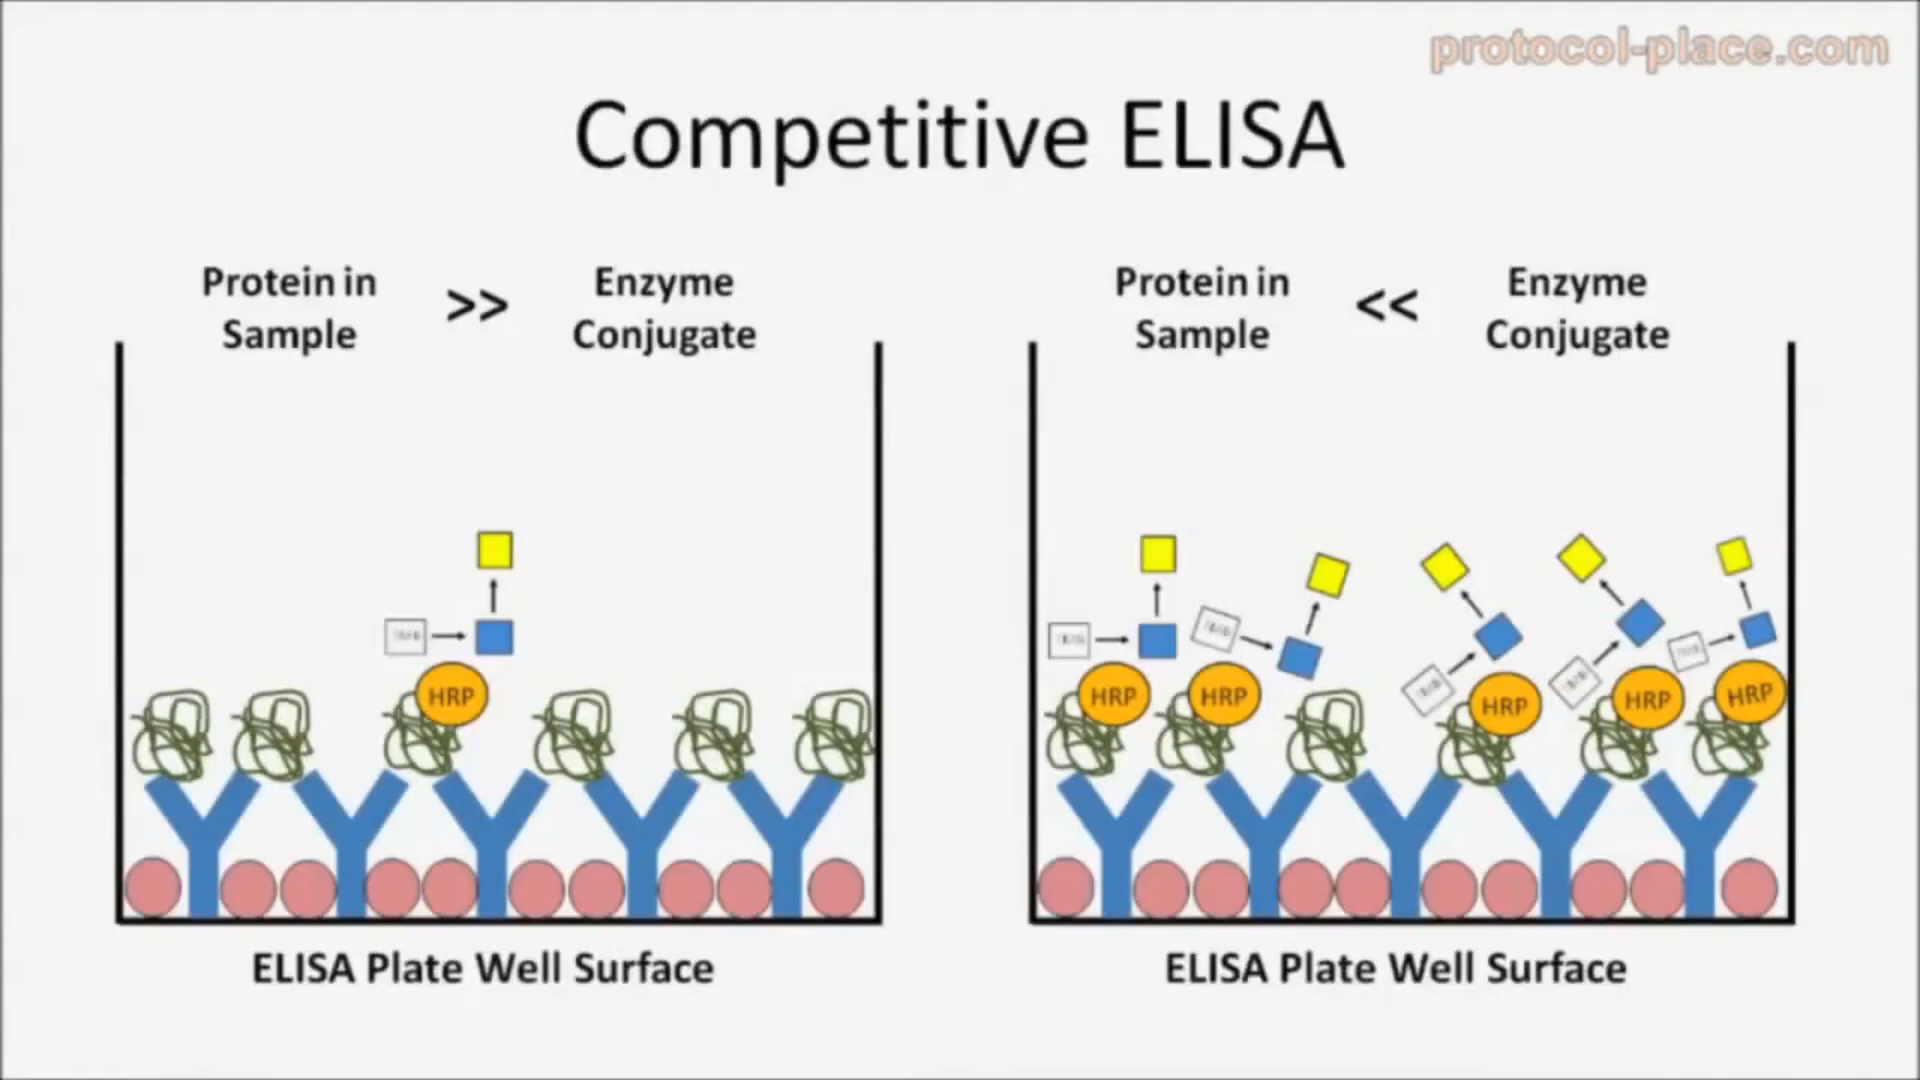 protocol-place.com
Competitive ELISA
Protein in
Sample
>>
Enzyme
Conjugate
Protein in
Sample
<<
Enzyme
Conjugate
HRP
HRP
HRP
HRP
HRP
HRP
ELISA Plate Well Surface
ELISA Plate Well Surface